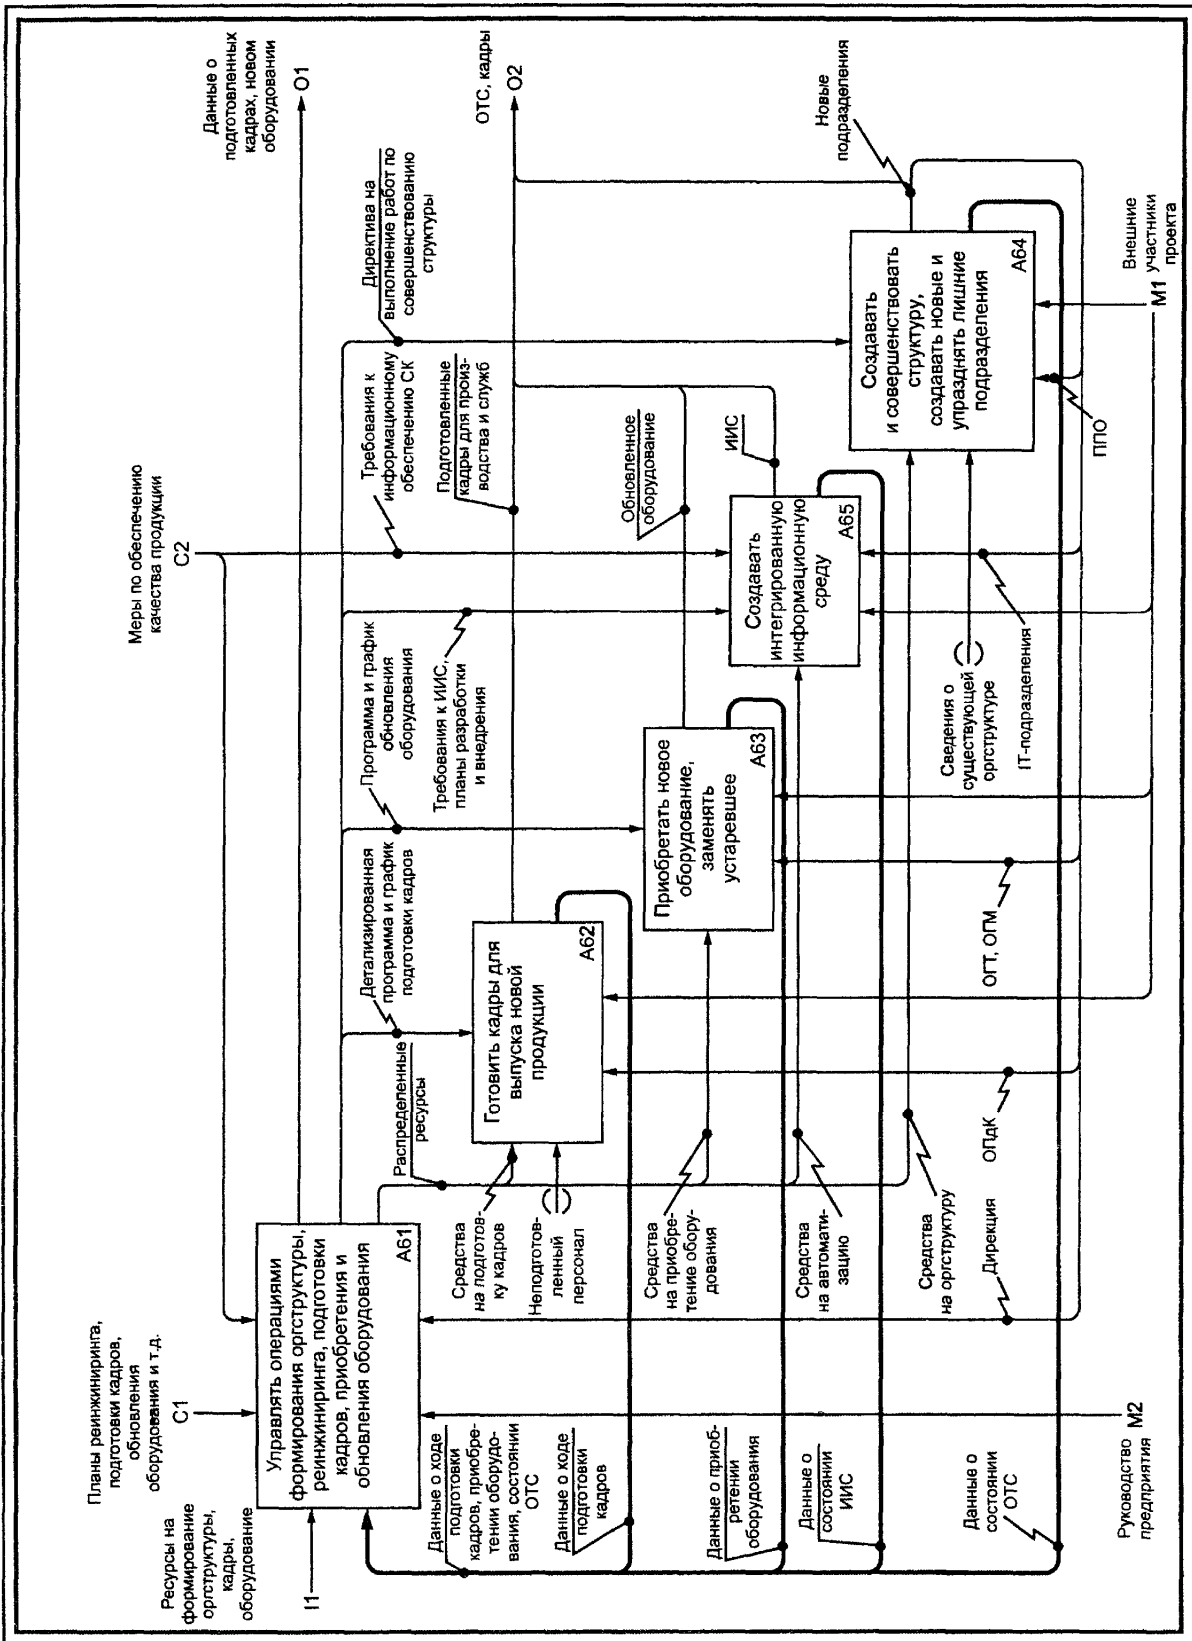 Планы реинжиниринга,
подготовки кадров,
обновления
оборудования и т.д.
C1
Меры по обеспечению
качества продукции
C2
Ресурсы на
формирование
оргструктуры,
кадры,
оборудование
I1
Управлять операциями
формирования оргструктуры,
реинжиниринга, подготовки
кадров, приобретения и
обновления оборудования
A61
Данные о
подготовленных
кадрах, новом
оборудовании
O1
Детализированная
программа и график
подготовки кадров
Программа и график
обновления
оборудования
Требования к ИИС,
планы разработки
и внедрения
Требования к
информационному
обеспечению СК
Директива на
выполнение работ по
совершенствованию
структуры
Распределенные
ресурсы
Подготовленные
кадры для произ-
водства и служб
ОТС, кадры
O2
Средства
на подготов-
ку кадров
Неподготов-
ленный
персонал
Готовить кадры для
выпуска новой
продукции
A62
Обновленное
оборудование
Средства
на приобре-
тение обору-
дования
Приобретать новое
оборудование,
заменять
устаревшее
A63
ИИС
Средства
на автомати-
зацию
Создавать
интегрированную
информационную
среду
A65
Новые
подразделения
Средства
на оргструктуру
Сведения о
существующей
оргструктуре
Создавать
и совершенствовать
структуру,
создавать новые и
упразднять лишние
подразделения
A64
Данные о ходе
подготовки
кадров, приобре-
тении оборудо-
вания, состоянии
ОТС
Данные о ходе
подготовки
кадров
Данные о приоб-
ретении
оборудования
Данные о
состоянии
ИИС
Данные о
состоянии
ОТС
Дирекция
ОПдК
ОГТ, ОГМ
IT-подразделения
ППО
Руководство
предприятия
M2
Внешние
участники
проекта
M1